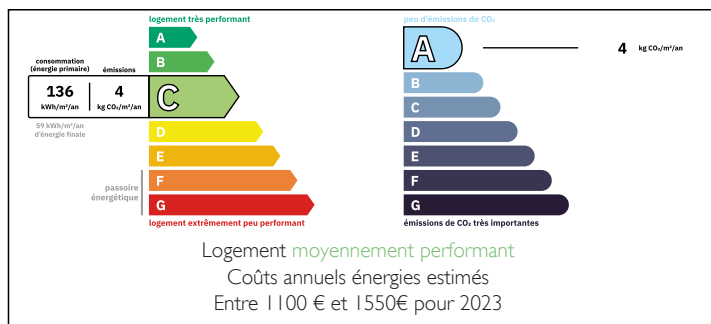 logement très performant
A
B
consommation
(énergie primaire)
émissions
136
kWh/m²/an
4
kg CO₂/m²/an
C
59 kWh/m²/an
d'énergie finale
D
E
passoire
énergétique
F
G
logement extrêmement peu performant
peu d'émissions de CO₂
A
4 kg CO₂/m²/an
B
C
D
E
F
G
émissions de CO₂ très importantes
Logement moyennement performant
Coûts annuels énergies estimés
Entre 1100 € et 1550€ pour 2023